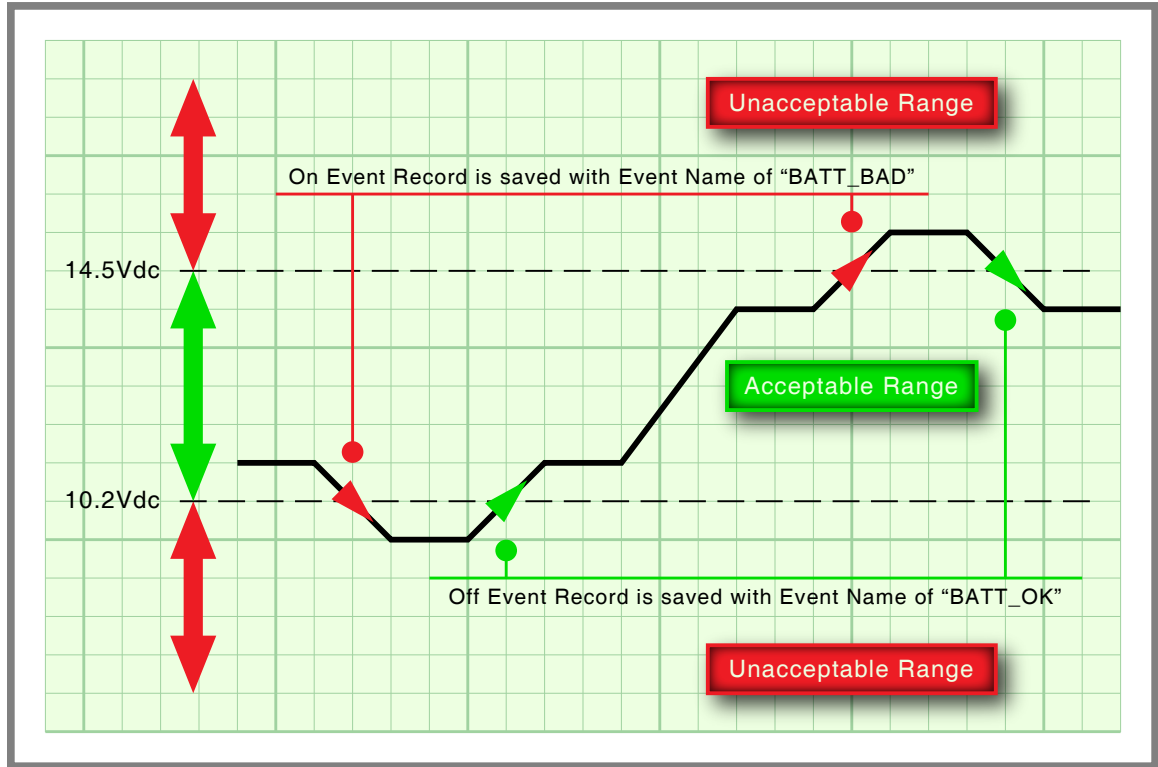 Unacceptable Range
On Event Record is saved with Event Name of “BATT_BAD”
14.5Vdc
Acceptable Range
10.2Vdc
Off Event Record is saved with Event Name of “BATT_OK”
Unacceptable Range